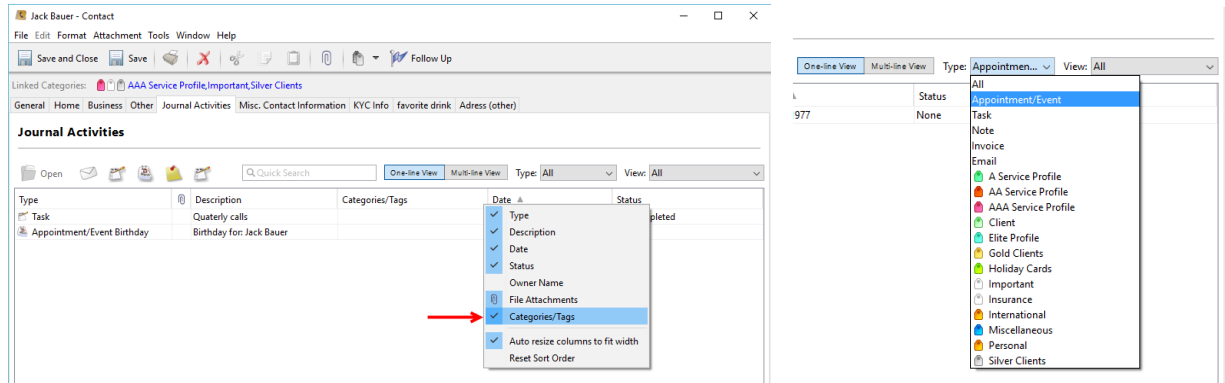 Jack Bauer - Contact
File Edit Format Attachment Tools Window Help
Save and Close Save Follow Up
Linked Categories: AAA Service Profile,Important,Silver Clients
General Home Business Other Journal Activities Misc. Contact Information KYC Info favorite drink Adress (other)
Journal Activities
Open Quick Search One-line View Multi-line View Type: All View: All
Type Description Categories/Tags Date Status
Task Quaterly calls pleted
Appointment/Event Birthday Birthday for: Jack Bauer
Type
Description
Date
Status
Owner Name
File Attachments
Categories/Tags
Auto resize columns to fit width
Reset Sort Order
One-line View Multi-line View Type: Appointmen... View: All
Status
977 None
All
Appointment/Event
Task
Note
Invoice
Email
A Service Profile
AA Service Profile
AAA Service Profile
Client
Elite Profile
Gold Clients
Holiday Cards
Important
Insurance
International
Miscellaneous
Personal
Silver Clients